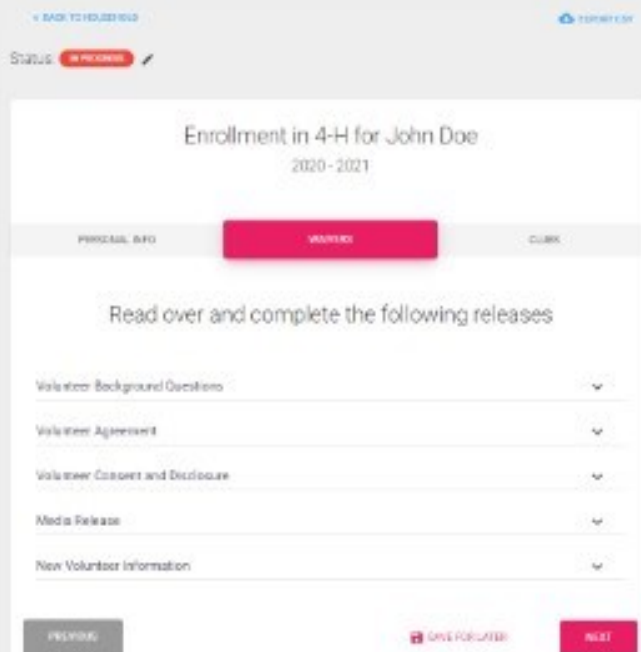 < BACK TO HOUSEHOLD
Status: IN PROGRESS
Enrollment in 4-H for John Doe
2020 - 2021
PERSONAL INFO
WAIVERS
CLUBS
Read over and complete the following releases
Volunteer Background Questions
Volunteer Agreement
Volunteer Consent and Disclosure
Media Release
New Volunteer Information
PREVIOUS
SAVE FOR LATER
NEXT